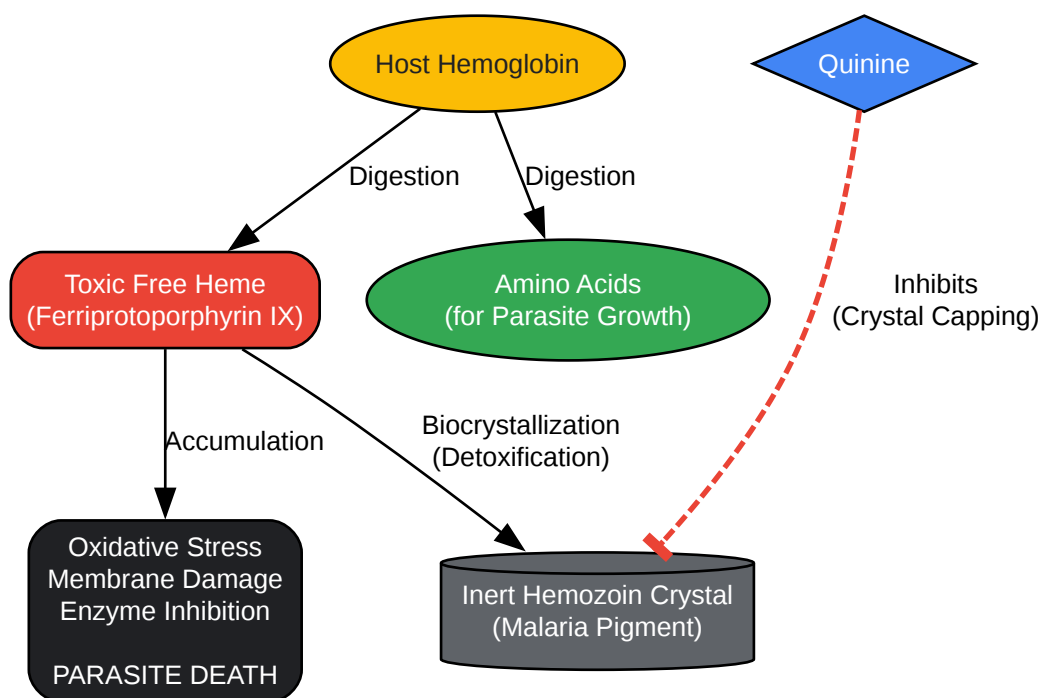 Host Hemoglobin
Quinine
Digestion
Digestion
Toxic Free Heme
(Ferriprotoporphyrin IX)
Amino Acids
(for Parasite Growth)
Inhibits
(Crystal Capping)
Accumulation
Biocrystallization
(Detoxification)
Oxidative Stress
Membrane Damage
Enzyme Inhibition
PARASITE DEATH
Inert Hemozoin Crystal
(Malaria Pigment)